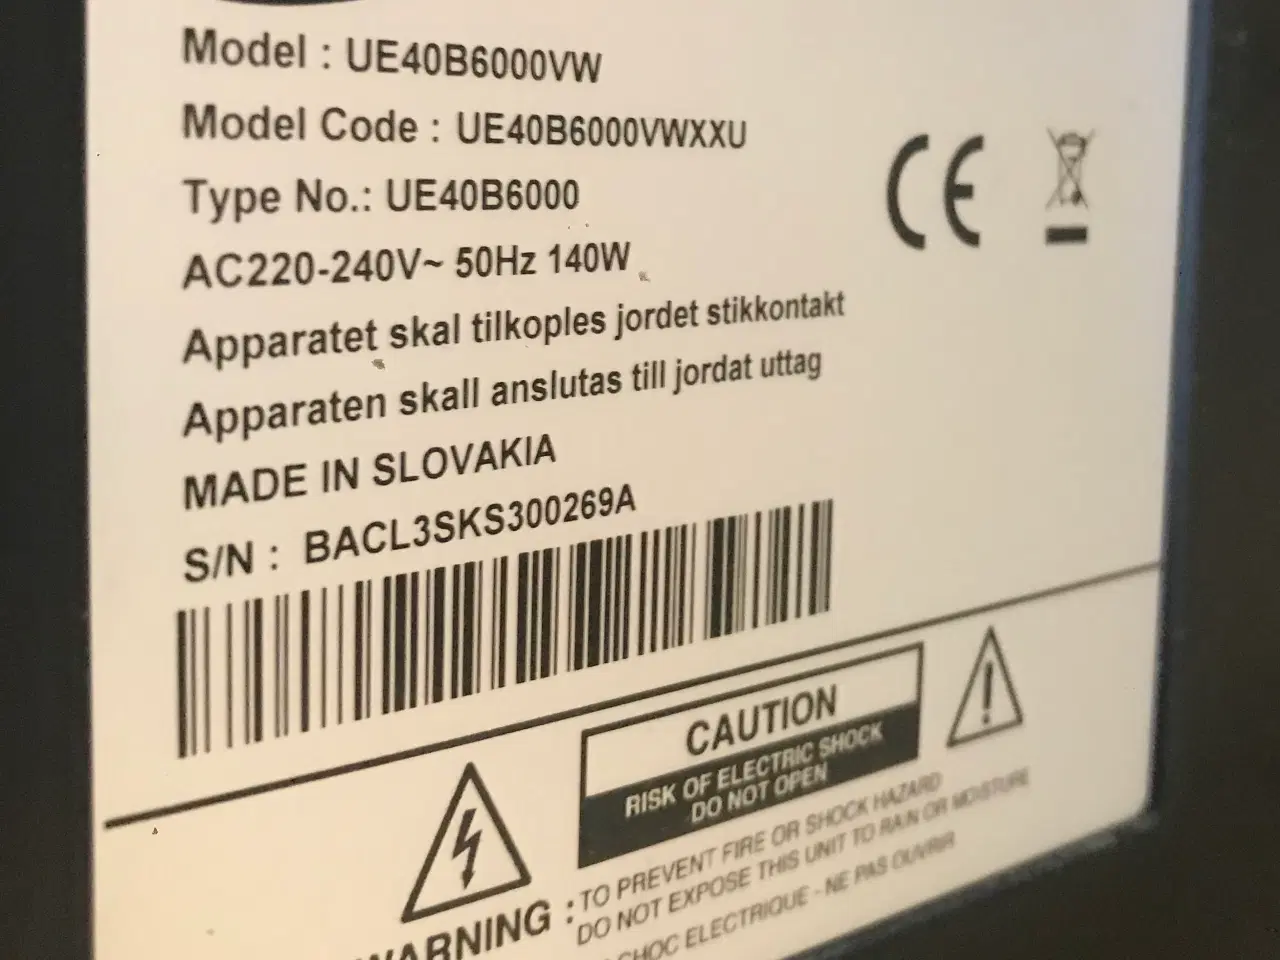 Model : UE40B6000VW
Model Code : UE40B6000VWXXU
Type No.: UE40B6000
AC220-240V~ 50Hz 140W
Apparatet skal tilkoples jordet stikkontakt
Apparaten skall anslutas till jordat uttag
MADE IN SLOVAKIA
S/N : BACL3SKS300269A
CE
CAUTION
RISK OF ELECTRIC SHOCK
DO NOT OPEN
WARNING : TO PREVENT FIRE OR SHOCK HAZARD
DO NOT EXPOSE THIS UNIT TO RAIN OR MOISTURE
CHOC ELECTRIQUE - NE PAS OUVRIR